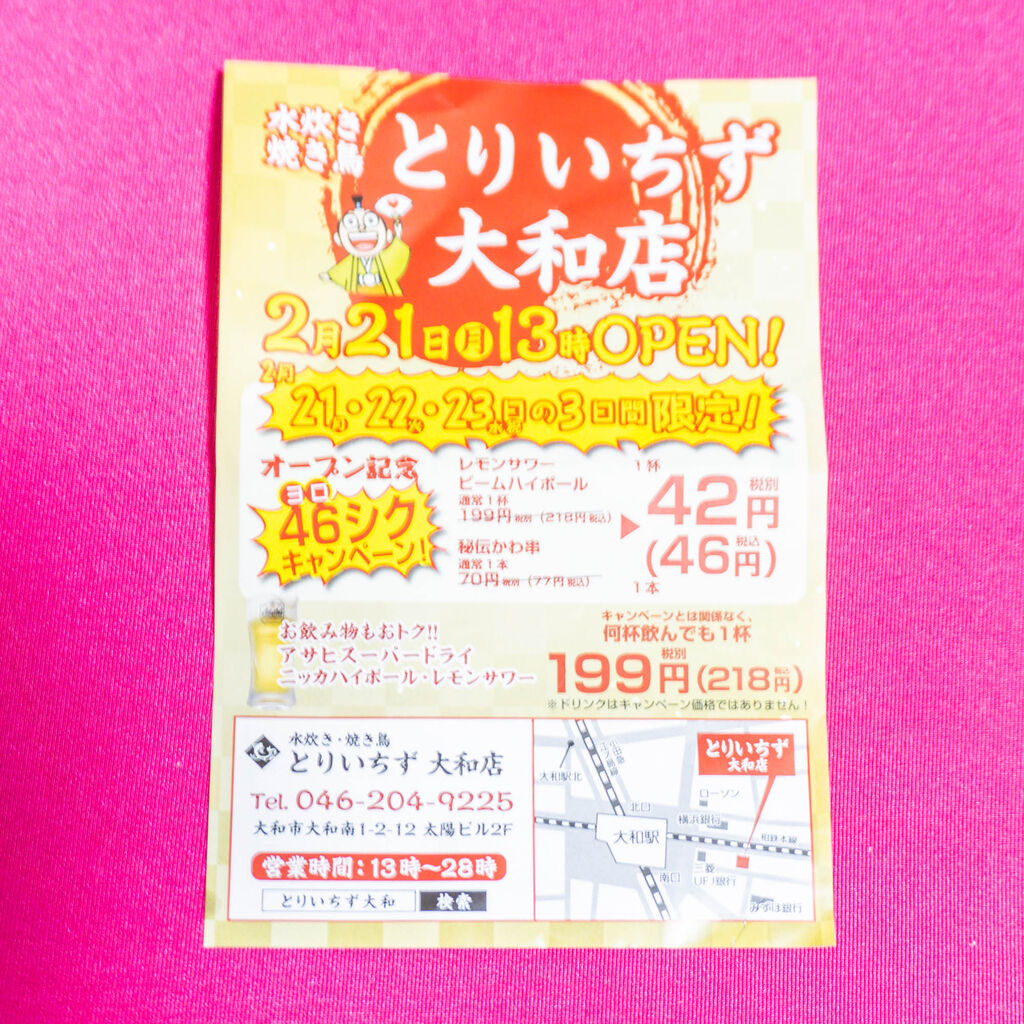 水炊き
焼き鳥
とりいちず
大和店
2月21日月13時OPEN!
2月
21月・22火・23水祝日の3日間限定!
オープン記念
ヨロ
46シク
キャンペーン!
レモンサワー
ビームハイボール
通常1杯
199円税別(218円税込)
秘伝かわ串
通常1本
70円税別(77円税込)
1杯
42円税別
(46円税込)
1本
お飲み物もおトク!!
アサヒスーパードライ
ニッカハイボール・レモンサワー
キャンペーンとは関係なく、
何杯飲んでも1杯
199円税別(218円税込)
※ドリンクはキャンペーン価格ではありません!
水炊き・焼き鳥
とりいちず 大和店
Tel. 046-204-9225
大和市大和南1-2-12 太陽ビル2F
営業時間:13時〜28時
とりいちず大和 検索
大和駅北
小田急
江ノ島線
北口
大和駅
南口
とりいちず
大和店
ローソン
横浜銀行
相鉄本線
三菱
UFJ銀行
みずほ銀行